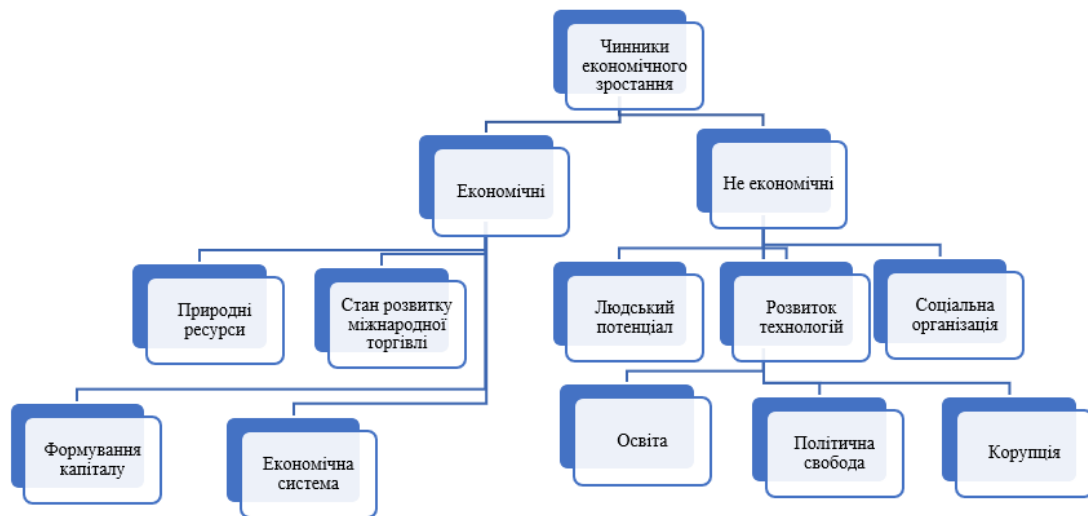 Чинники
економічного
зростання
Економічні
Не економічні
Природні
ресурси
Стан розвитку
міжнародної
торгівлі
Людський
потенціал
Розвиток
технологій
Соціальна
організація
Формування
капіталу
Економічна
система
Освіта
Політична
свобода
Корупція